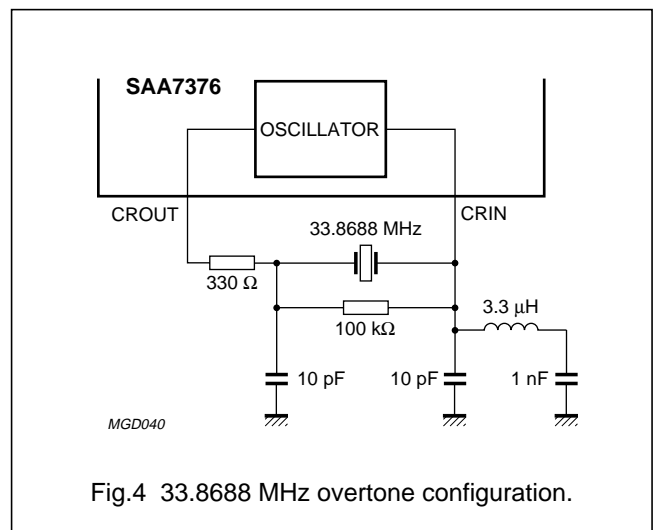 SAA7376
OSCILLATOR
CROUT
CRIN
33.8688 MHz
330 Ω
100 kΩ
3.3 μH
10 pF
10 pF
1 nF
MGD040
Fig.4 33.8688 MHz overtone configuration.